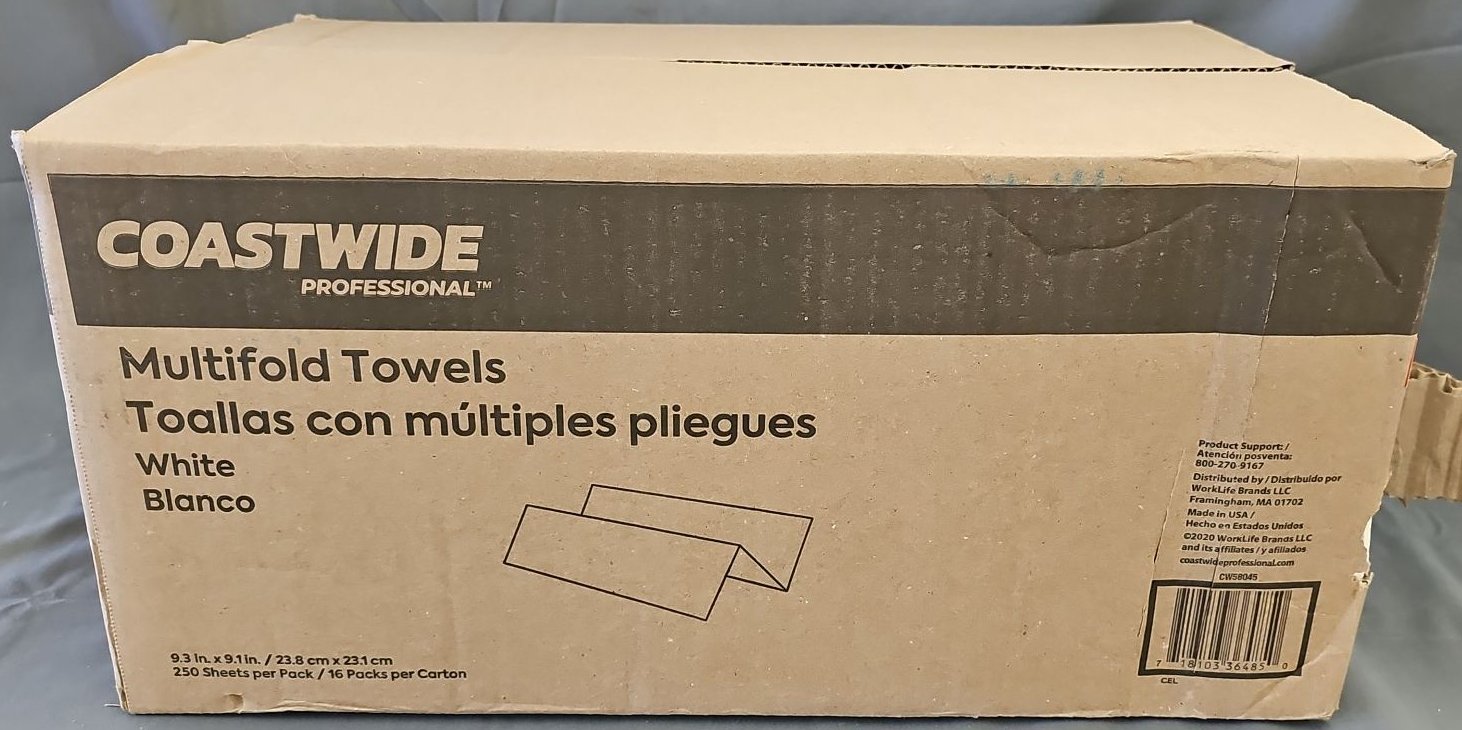 COASTWIDE
PROFESSIONAL™
Multifold Towels
Toallas con múltiples pliegues
White
Blanco
9.3 in. x 9.1 in. / 23.8 cm x 23.1 cm
250 Sheets per Pack / 16 Packs per Carton
Product Support: /
Atención posventa:
800-270-9167
Distributed by / Distribuido por
WorkLife Brands LLC
Framingham, MA 01702
Made in USA /
Hecho en Estados Unidos
©2020 WorkLife Brands LLC
and its affiliates / y afiliados
coastwideprofessional.com
CW58045
7 18103 36485 0
CEL